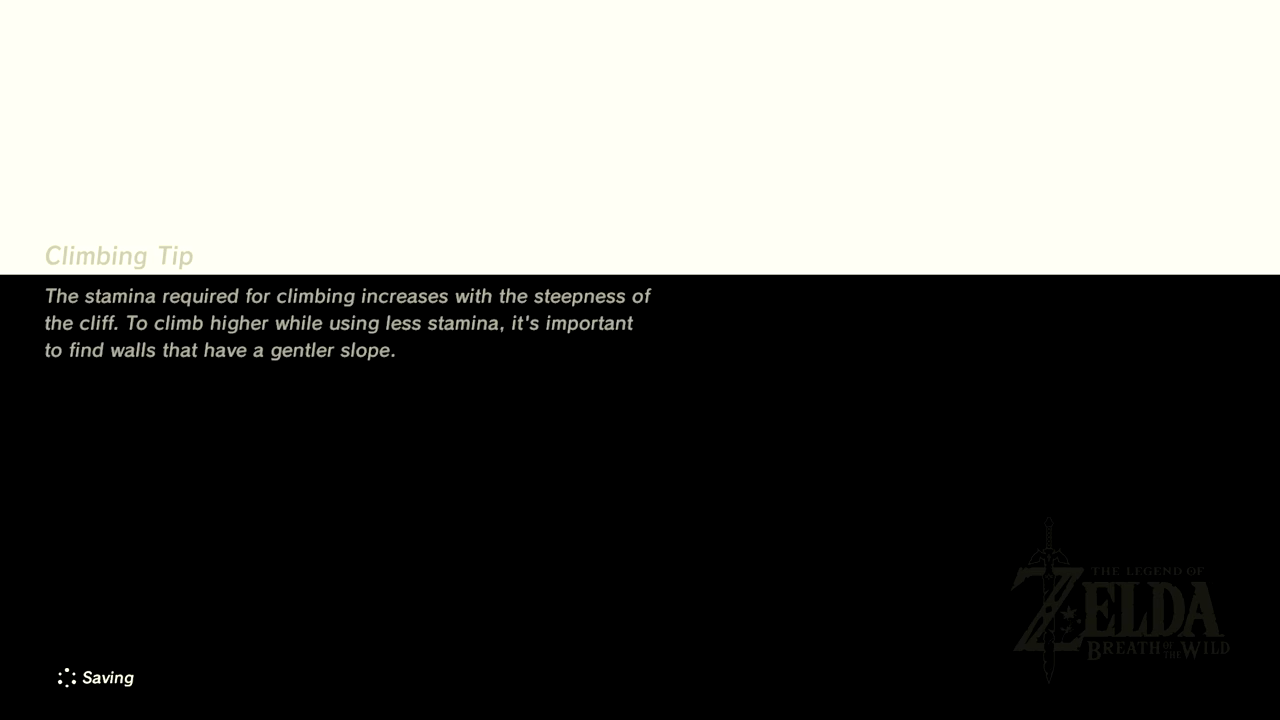 Climbing Tip
The stamina required for climbing increases with the steepness of
the cliff. To climb higher while using less stamina, it's important
to find walls that have a gentler slope.
THE LEGEND OF
ZELDA
BREATH OF THE WILD
Saving